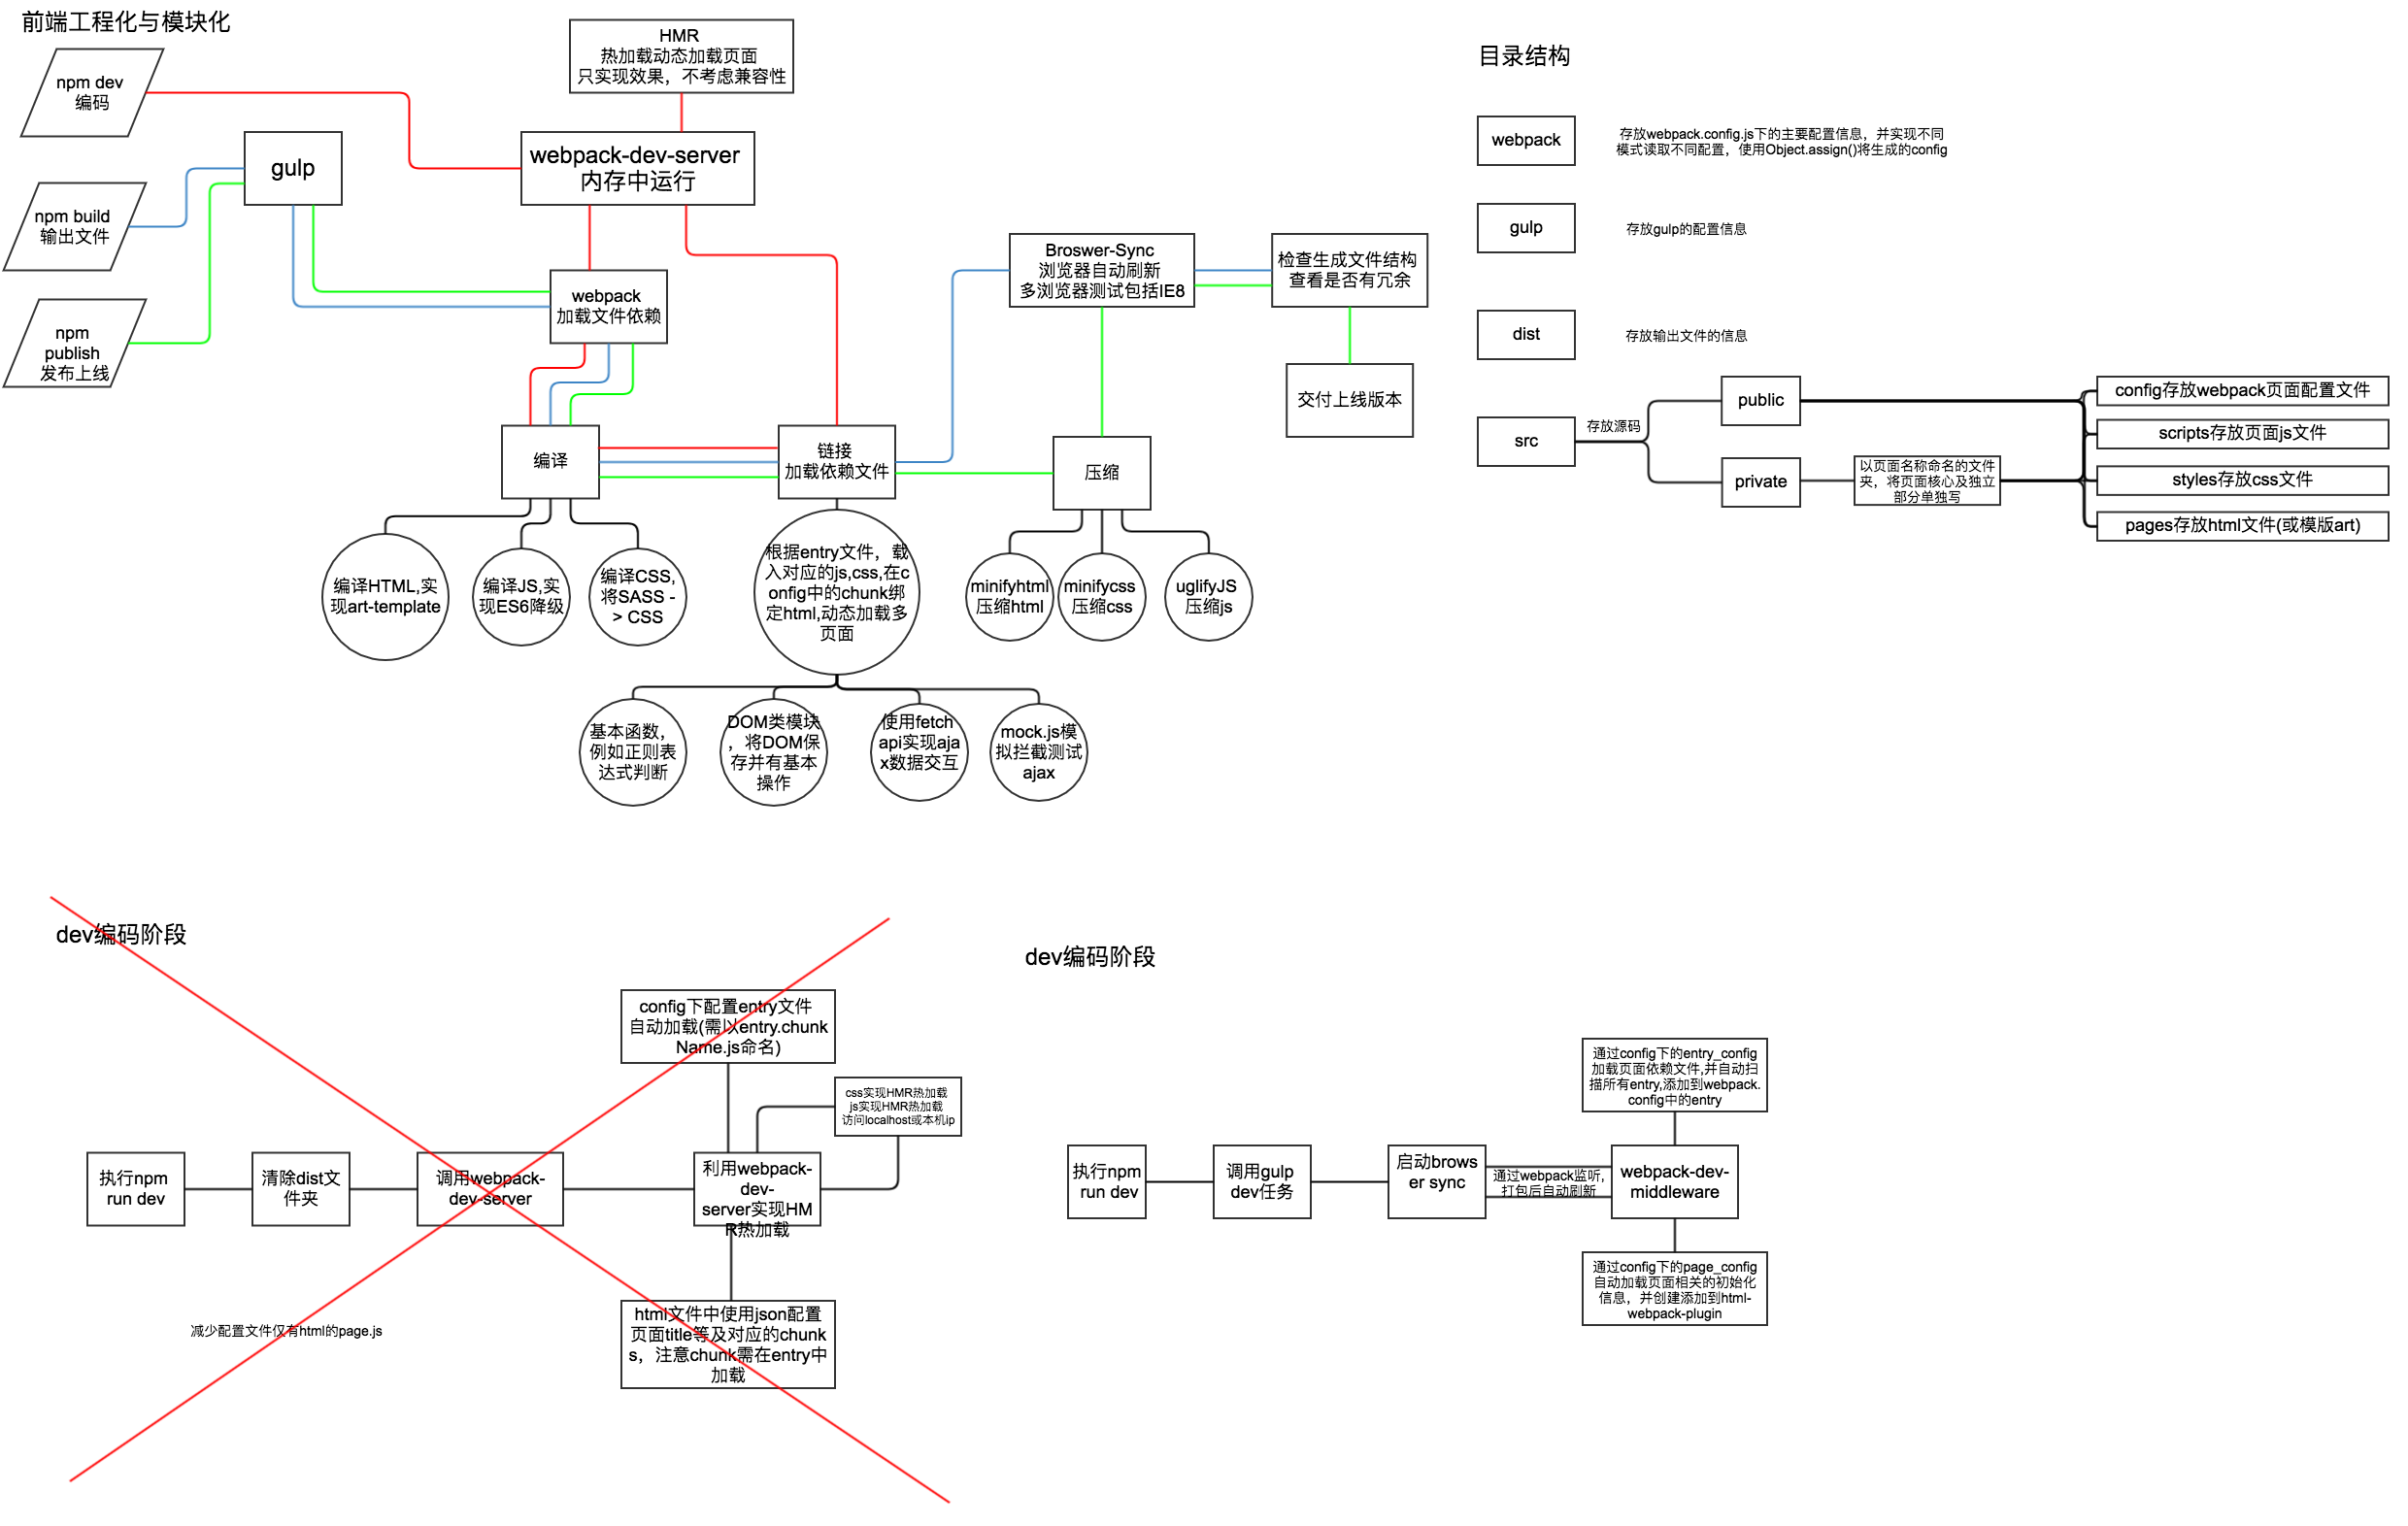 前端工程化与模块化
npm dev
编码
npm build
输出文件
npm
publish
发布上线
gulp
HMR
热加载动态加载页面
只实现效果，不考虑兼容性
webpack-dev-server
内存中运行
webpack
加载文件依赖
编译
链接
加载依赖文件
Broswer-Sync
浏览器自动刷新
多浏览器测试包括IE8
检查生成文件结构
查看是否有冗余
交付上线版本
压缩
编译HTML,实
现art-template
编译JS,实
现ES6降级
编译CSS,
将SASS -
> CSS
根据entry文件，载
入对应的js,css,在c
onfig中的chunk绑
定html,动态加载多
页面
minifyhtml
压缩html
minifycss
压缩css
uglifyJS
压缩js
基本函数，
例如正则表
达式判断
DOM类模块
，将DOM保
存并有基本
操作
使用fetch
api实现aja
x数据交互
mock.js模
拟拦截测试
ajax
目录结构
webpack
存放webpack.config.js下的主要配置信息，并实现不同
模式读取不同配置，使用Object.assign()将生成的config
gulp
存放gulp的配置信息
dist
存放输出文件的信息
src
存放源码
public
private
以页面名称命名的文件
夹，将页面核心及独立
部分单独写
config存放webpack页面配置文件
scripts存放页面js文件
styles存放css文件
pages存放html文件(或模版art)
dev编码阶段
config下配置entry文件
自动加载(需以entry.chunk
Name.js命名)
css实现HMR热加载
js实现HMR热加载
访问localhost或本机ip
执行npm
run dev
清除dist文
件夹
调用webpack-
dev-server
利用webpack-
dev-
server实现HM
R热加载
html文件中使用json配置
页面title等及对应的chunk
s，注意chunk需在entry中
加载
减少配置文件仅有html的page.js
dev编码阶段
通过config下的entry_config
加载页面依赖文件,并自动扫
描所有entry,添加到webpack.
config中的entry
执行npm
run dev
调用gulp
dev任务
启动brows
er sync
通过webpack监听,
打包后自动刷新
webpack-dev-
middleware
通过config下的page_config
自动加载页面相关的初始化
信息，并创建添加到html-
webpack-plugin